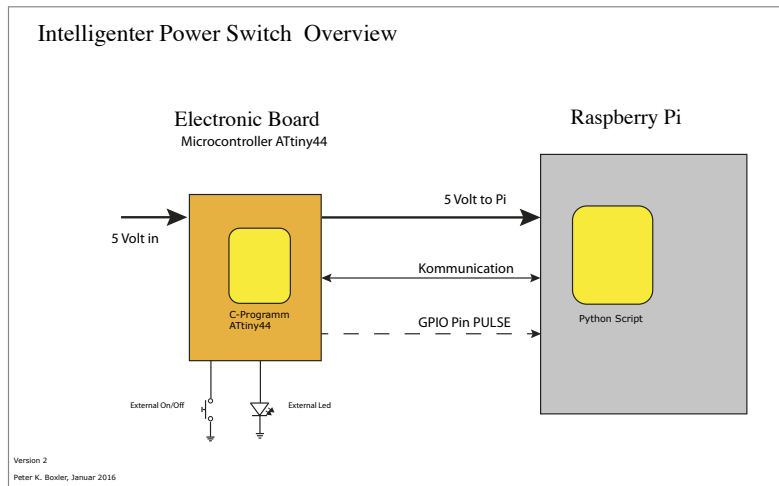 Intelligenter Power Switch Overview
Electronic Board
Microcontroller ATtiny44
Raspberry Pi
5 Volt in
5 Volt to Pi
Kommunication
GPIO Pin PULSE
C-Programm
ATtiny44
Python Script
External On/Off
External Led
Version 2
Peter K. Boxler, Januar 2016